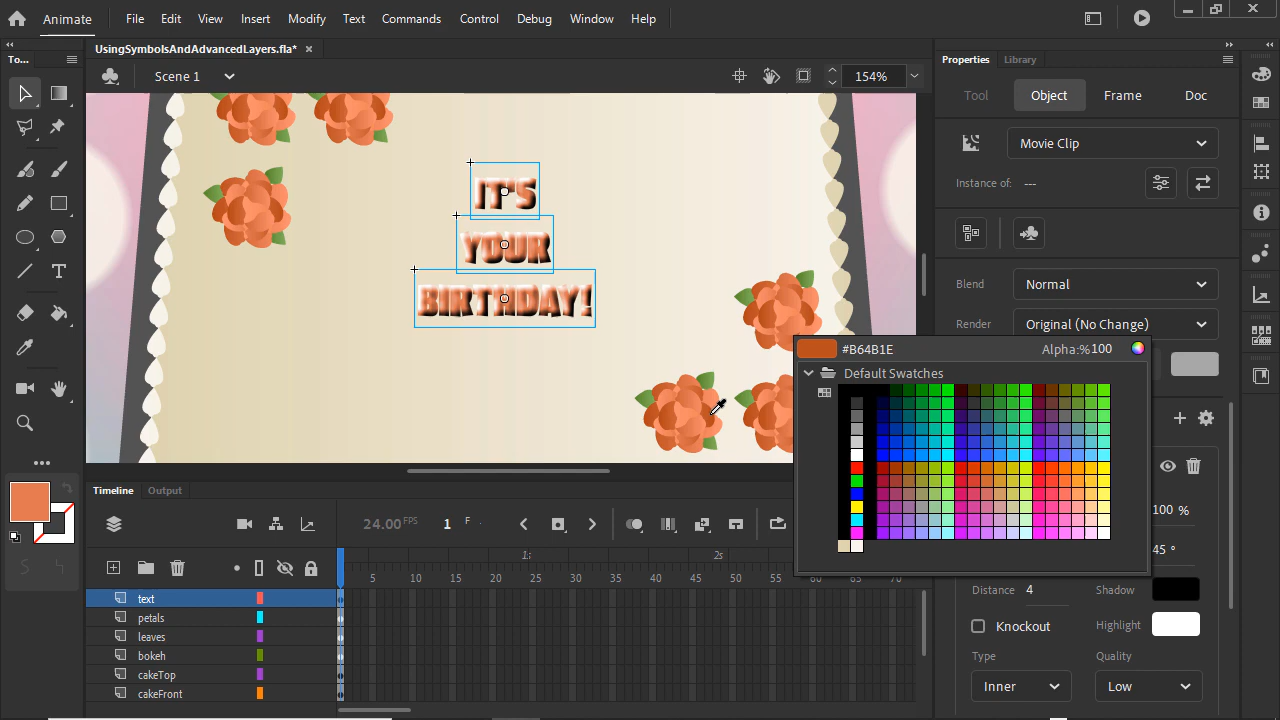 Animate
File Edit View Insert Modify Text Commands Control Debug Window Help
To...
UsingSymbolsAndAdvancedLayers.fla*
Properties Library
Scene 1
154%
Tool Object Frame Doc
Movie Clip
Instance of: ---
IT'S
YOUR
BIRTHDAY!
Blend Normal
Render Original (No Change)
#B64B1E Alpha:% 100
Default Swatches
100 %
45 °
Distance 4 Shadow
Knockout Highlight
Type Quality
Inner Low
Timeline Output
24.00 FPS 1 F
1s 2s
5 10 15 20 25 30 35 40 45 50 55 60 65 70
text
petals
leaves
bokeh
cakeTop
cakeFront